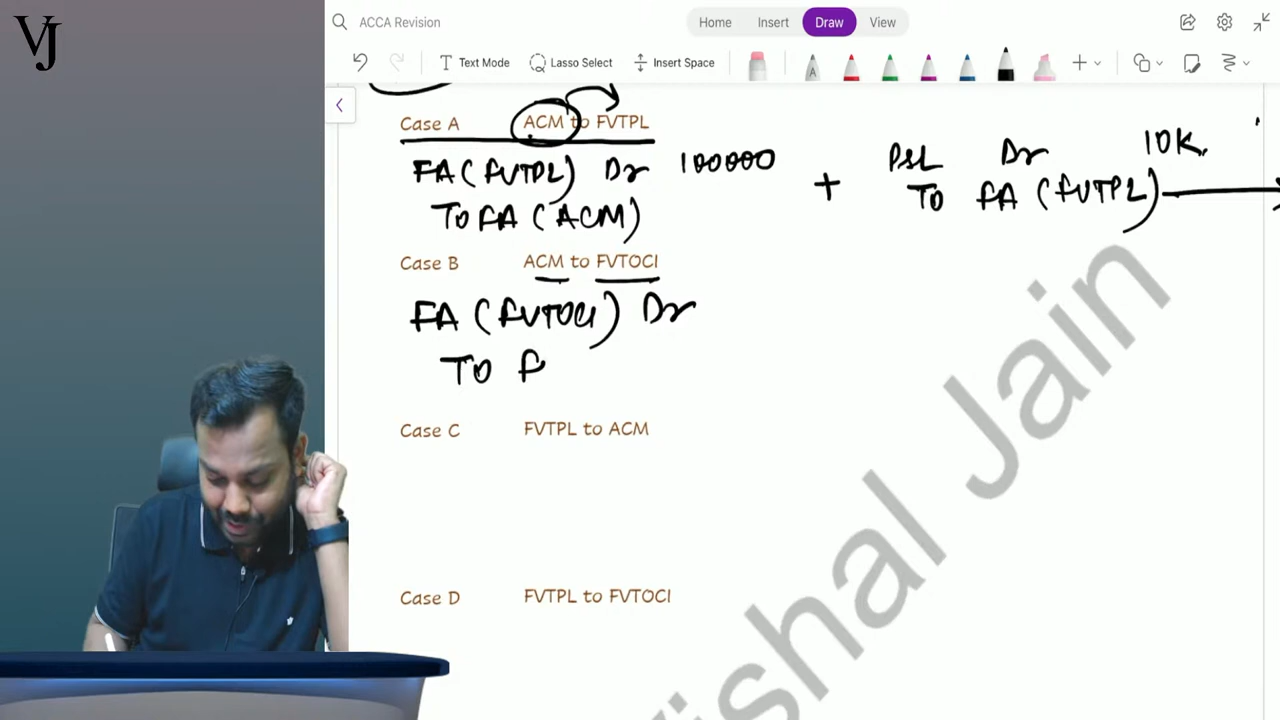 VJ
ACCA Revision
Home Insert Draw View
Text Mode Lasso Select Insert Space
Case A ACM to FVTPL
FA (FVTPL) Dr 100000
To FA (ACM)
+ P&L Dr 10K
To FA (FVTPL)
Case B ACM to FVTOCI
FA (FVTOCI) Dr
To F
Case C FVTPL to ACM
Case D FVTPL to FVTOCI
Vishal Jain